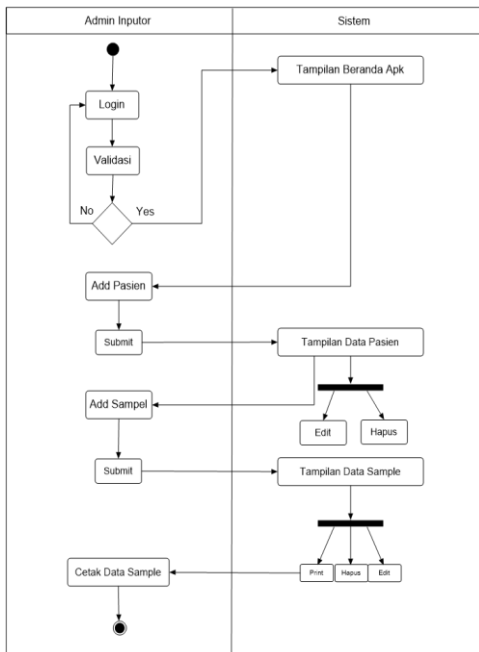 Admin Inputor
Sistem
Tampilan Beranda Apk
Login
Validasi
No
Yes
Add Pasien
Submit
Tampilan Data Pasien
Add Sampel
Edit
Hapus
Submit
Tampilan Data Sample
Cetak Data Sample
Print
Hapus
Edit